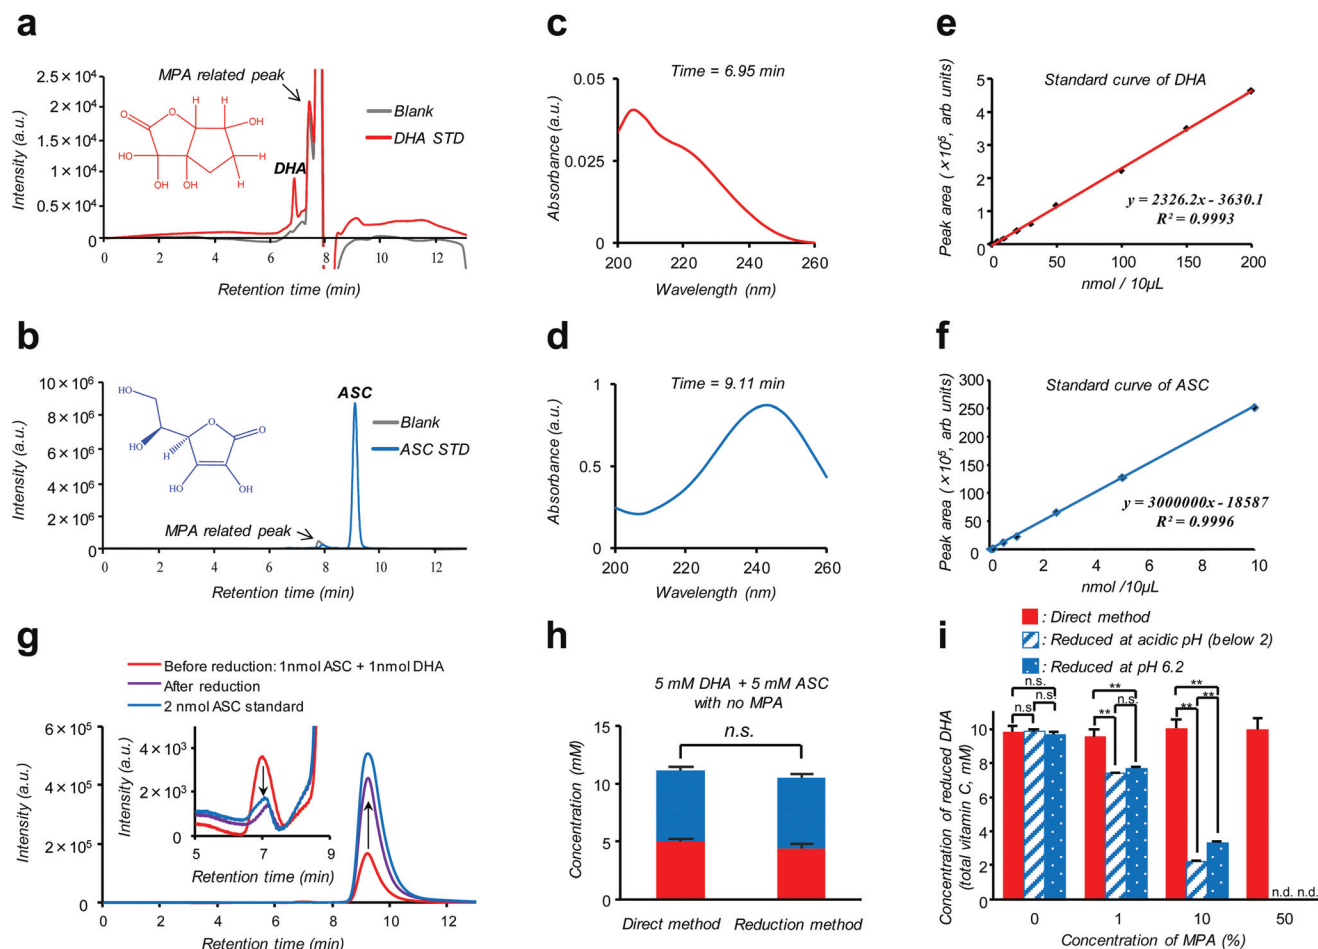 a
2.5 × 10⁴
2 × 10⁴
1.5 × 10⁴
1 × 10⁴
0.5 × 10⁴
0
Intensity (a.u.)
MPA related peak
Blank
DHA STD
DHA
O
O
H
H
OH
HO
H
OH
OH
H
0 2 4 6 8 10 12
Retention time (min)
c
Time = 6.95 min
0.05
0.025
0
Absorbance (a.u.)
200 220 240 260
Wavelength (nm)
e
Standard curve of DHA
5
4
3
2
1
0
Peak area (×10⁵, arb units)
y = 2326.2x - 3630.1
R² = 0.9993
0 50 100 150 200
nmol / 10µL
b
10 × 10⁶
8 × 10⁶
6 × 10⁶
4 × 10⁶
2 × 10⁶
0
Intensity (a.u.)
ASC
Blank
ASC STD
MPA related peak
HO
HO
H
O
O
HO
OH
0 2 4 6 8 10 12
Retention time (min)
d
Time = 9.11 min
1
0.5
0
Absorbance (a.u.)
200 220 240 260
Wavelength (nm)
f
Standard curve of ASC
300
250
200
150
100
50
0
Peak area (×10⁵, arb units)
y = 3000000x - 18587
R² = 0.9996
0 2 4 6 8 10
nmol /10µL
g
Before reduction: 1nmol ASC + 1nmol DHA
After reduction
2 nmol ASC standard
6 × 10⁵
4 × 10⁵
2 × 10⁵
0
Intensity (a.u.)
4 × 10³
2 × 10³
0
Intensity (a.u.)
5 7 9
Retention time (min)
0 2 4 6 8 10 12
Retention time (min)
h
5 mM DHA + 5 mM ASC
with no MPA
n.s.
15
10
5
0
Concentration (mM)
Direct method Reduction method
i
: Direct method
: Reduced at acidic pH (below 2)
: Reduced at pH 6.2
n.s.
n.s
n.s.
**
**
n.s.
**
**
**
10
8
6
4
2
0
Concentration of reduced DHA
(total vitamin C, mM)
n.d. n.d.
0 1 10 50
Concentration of MPA (%)